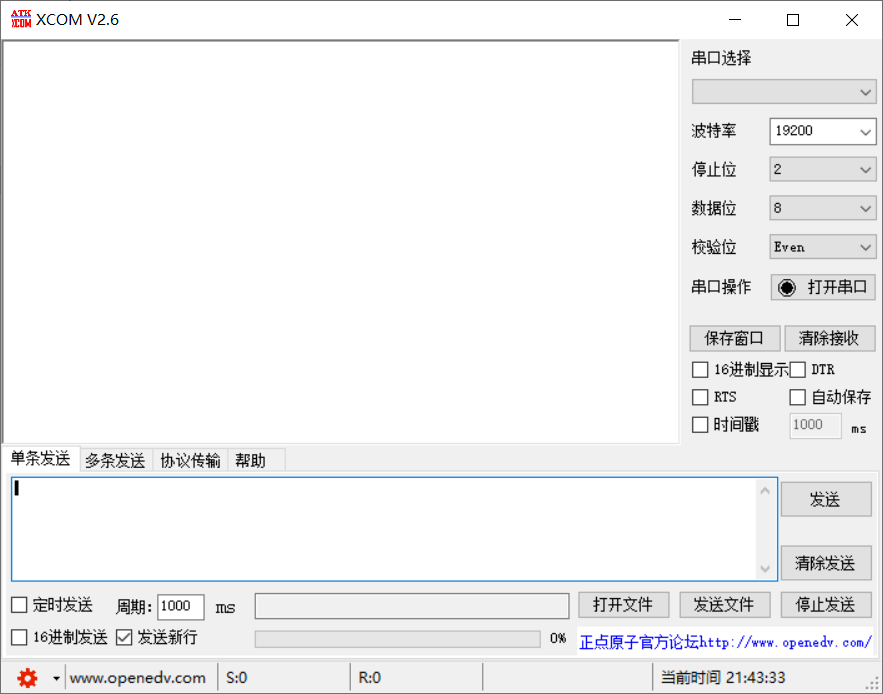 ATK
XCOM
XCOM V2.6
串口选择
波特率 19200
停止位 2
数据位 8
校验位 Even
串口操作 打开串口
保存窗口 清除接收
16进制显示 DTR
RTS 自动保存
时间戳 1000 ms
单条发送 多条发送 协议传输 帮助
发送
清除发送
定时发送 周期: 1000 ms 打开文件 发送文件 停止发送
16进制发送 发送新行 0% 正点原子官方论坛http://www.openedv.com/
www.openedv.com S:0 R:0 当前时间 21:43:33